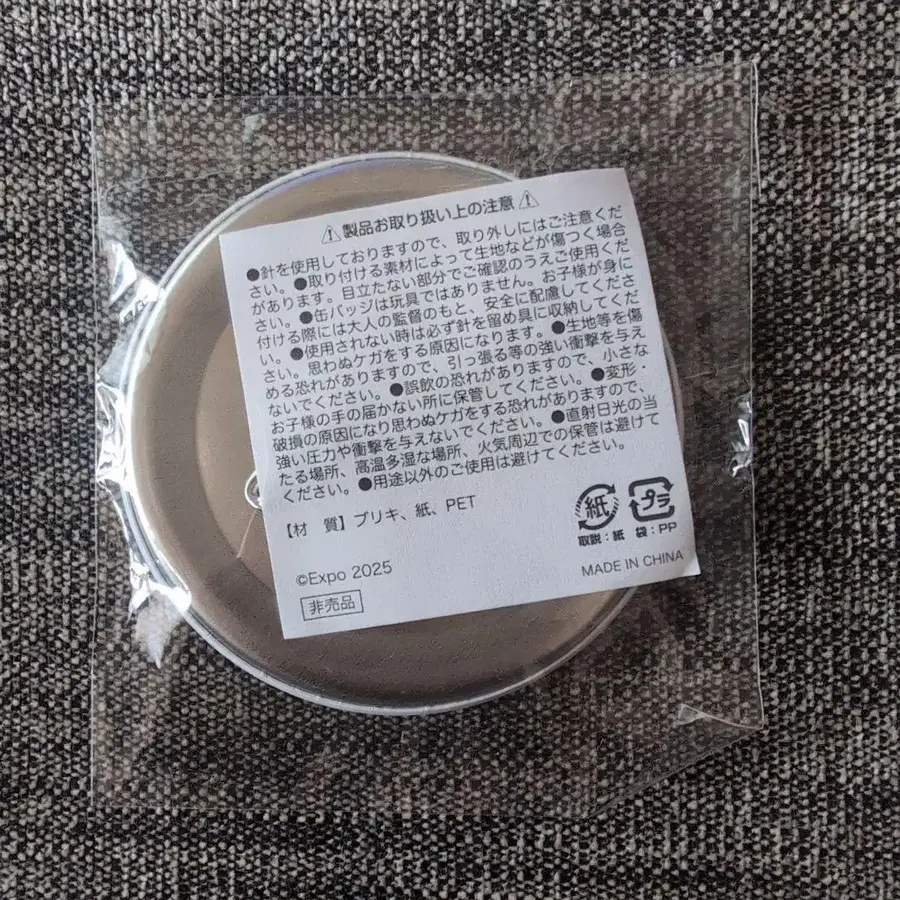 ⚠製品お取り扱い上の注意⚠
●針を使用しておりますので、取り外しにはご注意くだ
さい。●取り付ける素材によって生地などが傷つく場合
があります。目立たない部分でご確認のうえご使用くだ
さい。●缶バッジは玩具ではありません。お子様が身に
付ける際には大人の監督のもと、安全に配慮してくださ
い。●使用されない時は必ず針を留め具に収納してくだ
さい。思わぬケガをする原因になります。●生地等を傷
める恐れがありますので、引っ張る等の強い衝撃を与え
ないでください。●誤飲の恐れがありますので、小さな
お子様の手の届かない所に保管してください。●変形・
破損の原因になり思わぬケガをする恐れがありますので、
強い圧力や衝撃を与えないでください。●直射日光の当
たる場所、高温多湿な場所、火気周辺での保管は避けて
ください。●用途以外のご使用は避けてください。
【材　質】ブリキ、紙、PET
紙
プラ
取説：紙　袋：PP
©Expo 2025
MADE IN CHINA
非売品